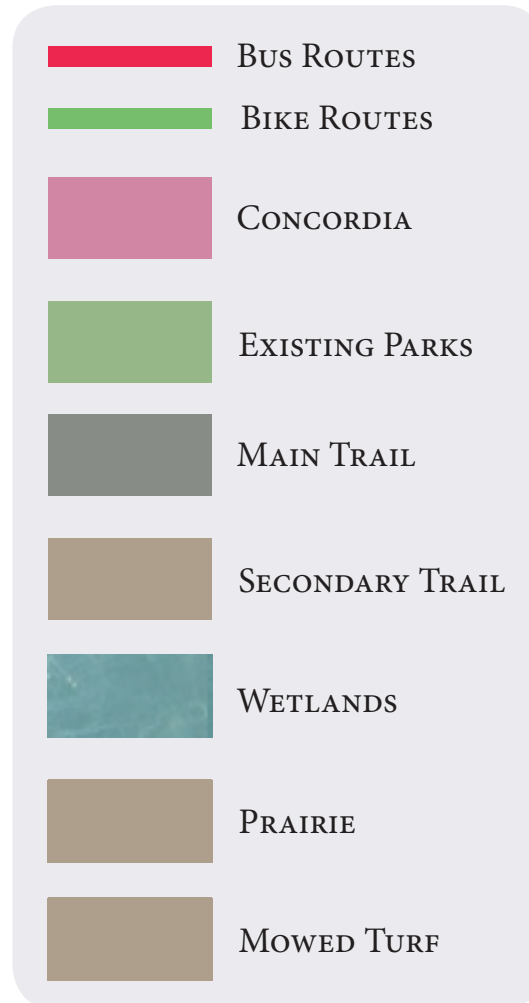 Bus Routes
Bike Routes
Concordia
Existing Parks
Main Trail
Secondary Trail
Wetlands
Prairie
Mowed Turf